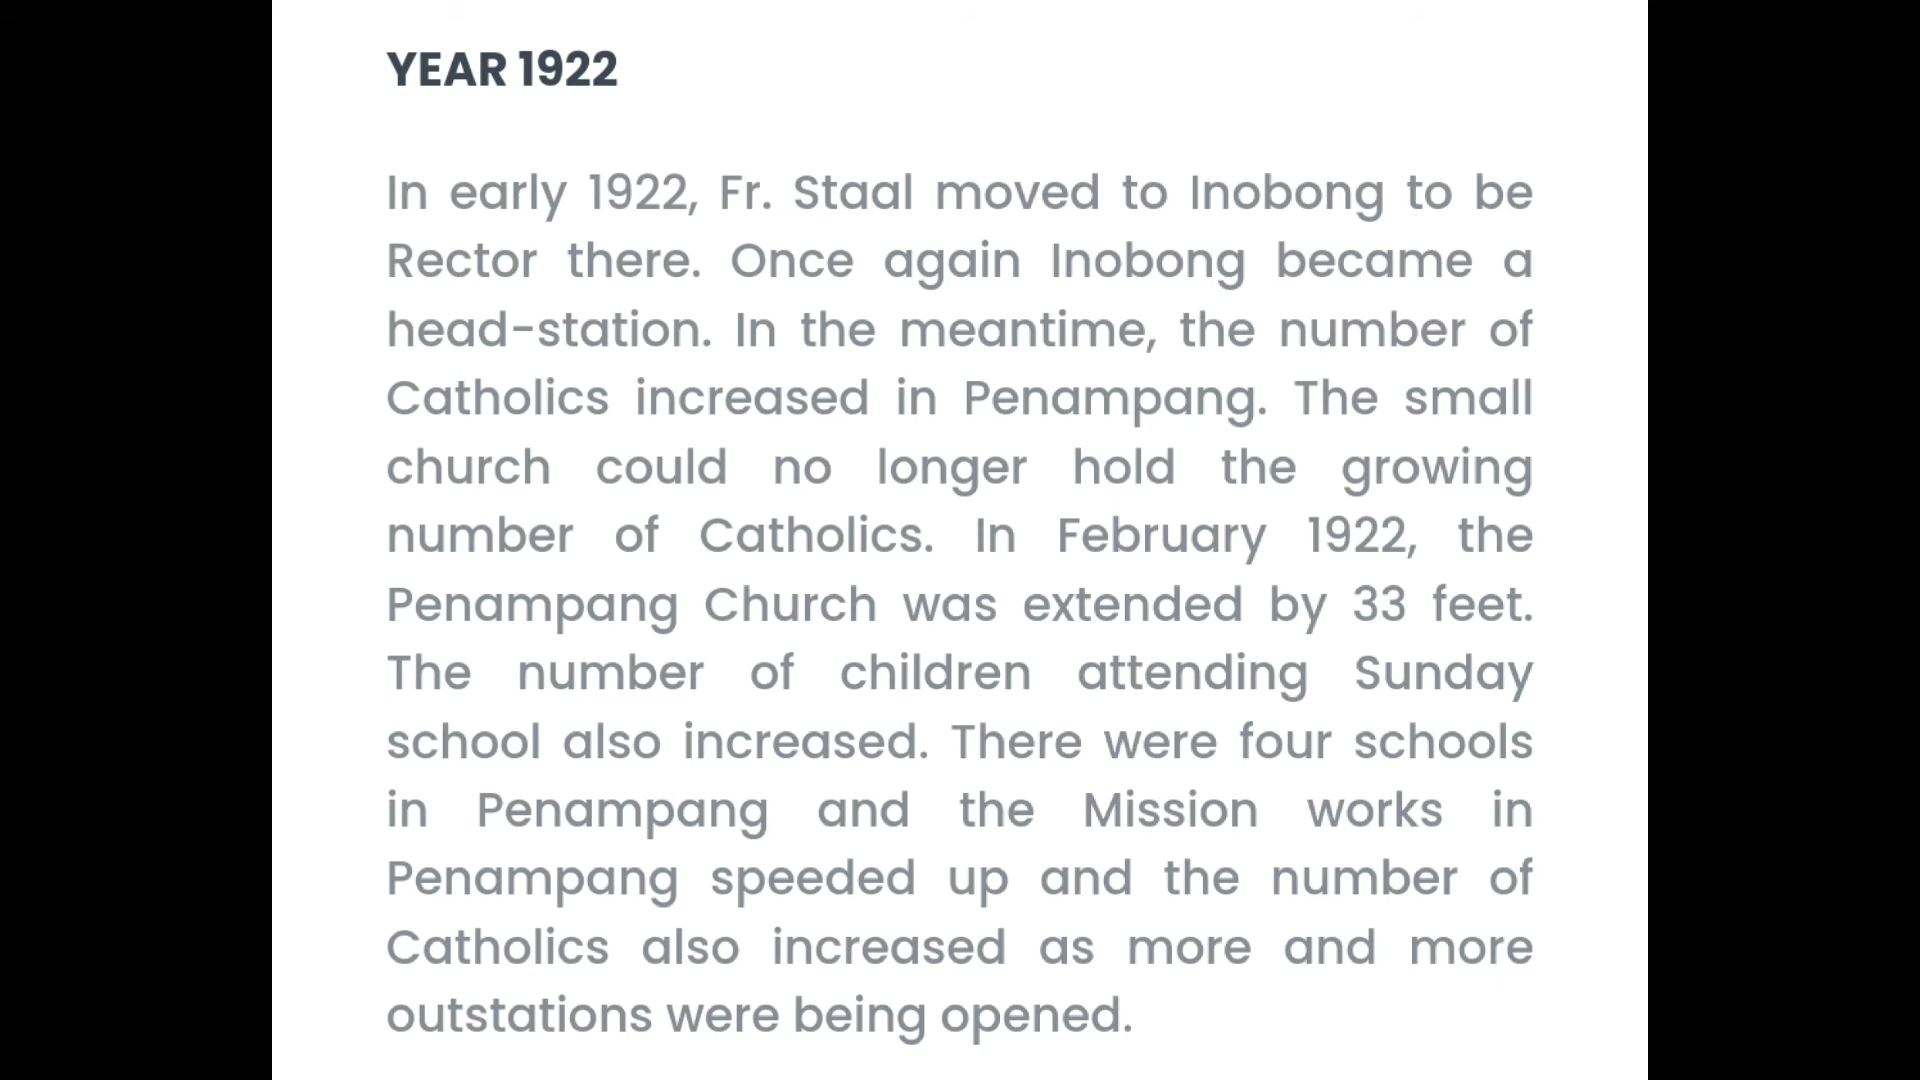 YEAR 1922
In early 1922, Fr. Staal moved to Inobong to be
Rector there. Once again Inobong became a
head-station. In the meantime, the number of
Catholics increased in Penampang. The small
church could no longer hold the growing
number of Catholics. In February 1922, the
Penampang Church was extended by 33 feet.
The number of children attending Sunday
school also increased. There were four schools
in Penampang and the Mission works in
Penampang speeded up and the number of
Catholics also increased as more and more
outstations were being opened.